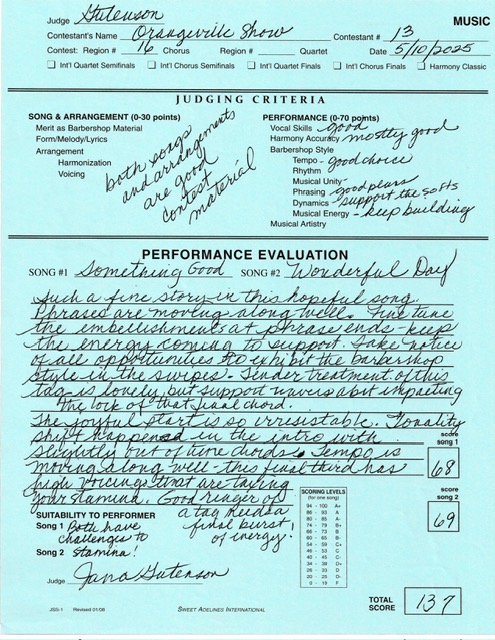 Judge Gutenson
MUSIC
Contestant's Name Orangeville Show Contestant # 13
Contest: Region # 16 Chorus Region # Quartet Date 5/10/2025
Int'l Quartet Semifinals Int'l Chorus Semifinals Int'l Quartet Finals Int'l Chorus Finals Harmony Classic
JUDGING CRITERIA
SONG & ARRANGEMENT (0-30 points)
Merit as Barbershop Material
Form/Melody/Lyrics
Arrangement
Harmonization
Voicing
both songs
and arrangements
are good
contest
material
PERFORMANCE (0-70 points)
Vocal Skills good
Harmony Accuracy mostly good
Barbershop Style
Tempo - good choice
Rhythm
Musical Unity
Phrasing good plans
Dynamics support the softs
Musical Energy - keep building
Musical Artistry
PERFORMANCE EVALUATION
SONG #1 Something Good SONG #2 Wonderful Day
Such a fine story in this hopeful song.
Phrases are moving along well. Fine tune
the embellishments at phrase ends - keep
the energy coming to support. Take notice
of all opportunities to exhibit the barbershop
style in the swipes. Tender treatment of this
tag is lovely but support wavers abit impacting
the lock of that final chord.
The joyful start is so irresistable. Tonality
shift happened in the intro with
slightly out of tune chords. Tempo is
moving along well - this final third has
high voicings that are taxing
your stamina. Good ringer of
a tag needs a
final burst
of energy.
score
song 1
68
score
song 2
69
SUITABILITY TO PERFORMER
Song 1 Both have
challenges to
Song 2 Stamina!
SCORING LEVELS
(for one song)
94 - 100 A+
86 - 93 A
80 - 85 A-
74 - 79 B+
66 - 73 B
60 - 65 B-
54 - 59 C+
46 - 53 C
40 - 45 C-
34 - 39 D+
26 - 33 D
20 - 25 D-
0 - 19 F
Judge Jana Gutenson
TOTAL
SCORE 137
JSS-1 Revised 01/08 SWEET ADELINES INTERNATIONAL